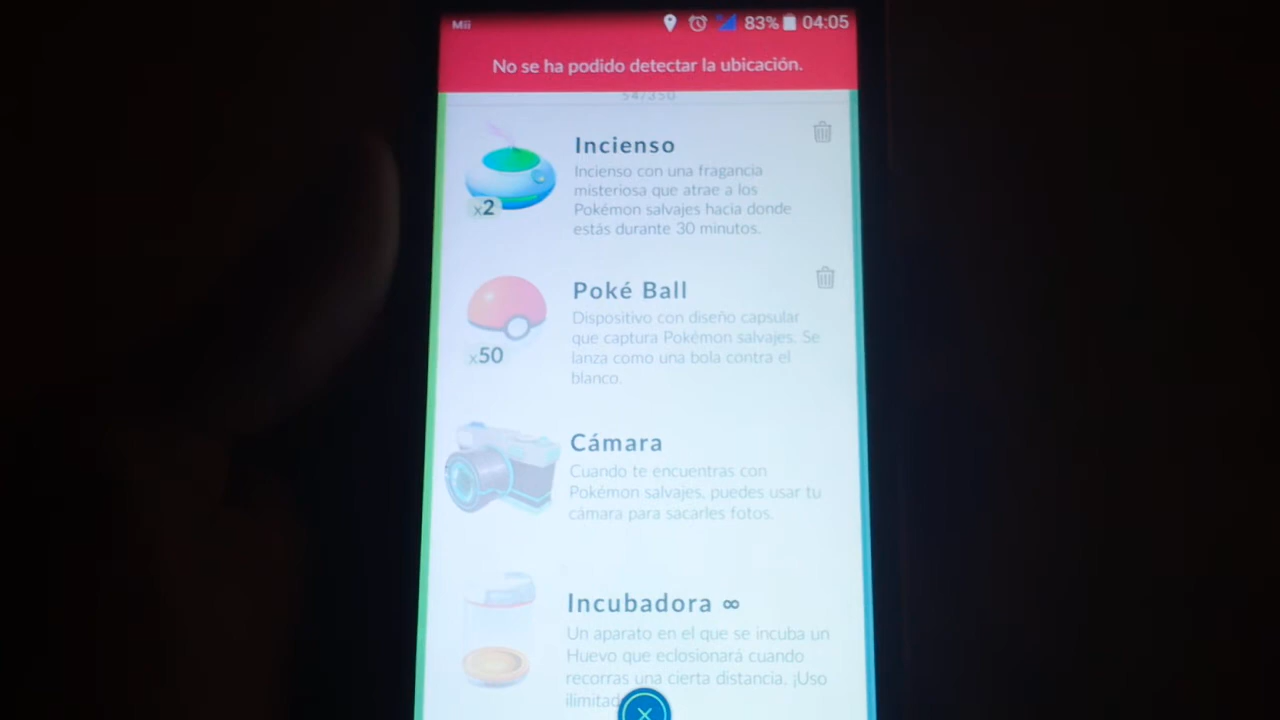 Mii 83% 04:05
No se ha podido detectar la ubicación.
54/350
Incienso
Incienso con una fragancia
misteriosa que atrae a los
Pokémon salvajes hacia donde
estás durante 30 minutos.
x2
Poké Ball
Dispositivo con diseño capsular
que captura Pokémon salvajes. Se
lanza como una bola contra el
blanco.
x50
Cámara
Cuando te encuentras con
Pokémon salvajes, puedes usar tu
cámara para sacarles fotos.
Incubadora ∞
Un aparato en el que se incuba un
Huevo que eclosionará cuando
recorras una cierta distancia. ¡Uso